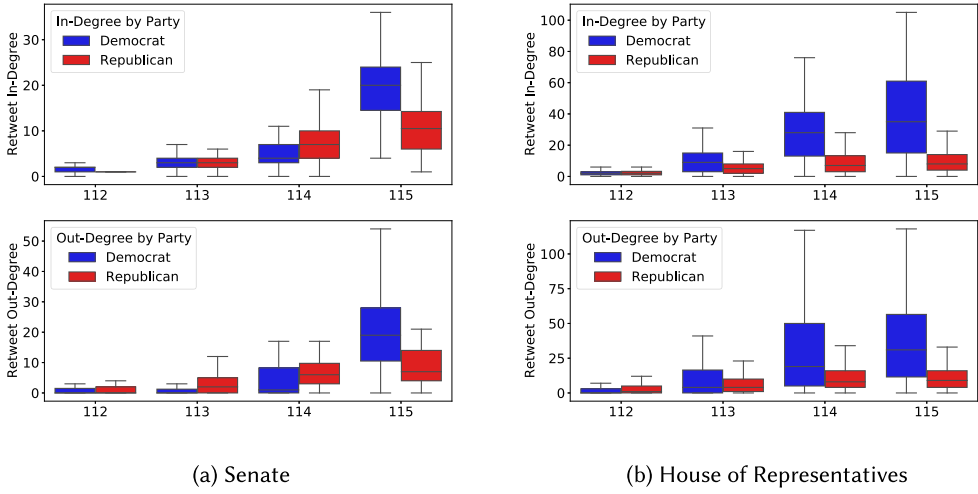 In-Degree by Party
Democrat
Republican
Retweet In-Degree
30
20
10
0
112 113 114 115
Out-Degree by Party
Democrat
Republican
Retweet Out-Degree
50
40
30
20
10
0
112 113 114 115
(a) Senate
In-Degree by Party
Democrat
Republican
Retweet In-Degree
100
80
60
40
20
0
112 113 114 115
Out-Degree by Party
Democrat
Republican
Retweet Out-Degree
100
75
50
25
0
112 113 114 115
(b) House of Representatives